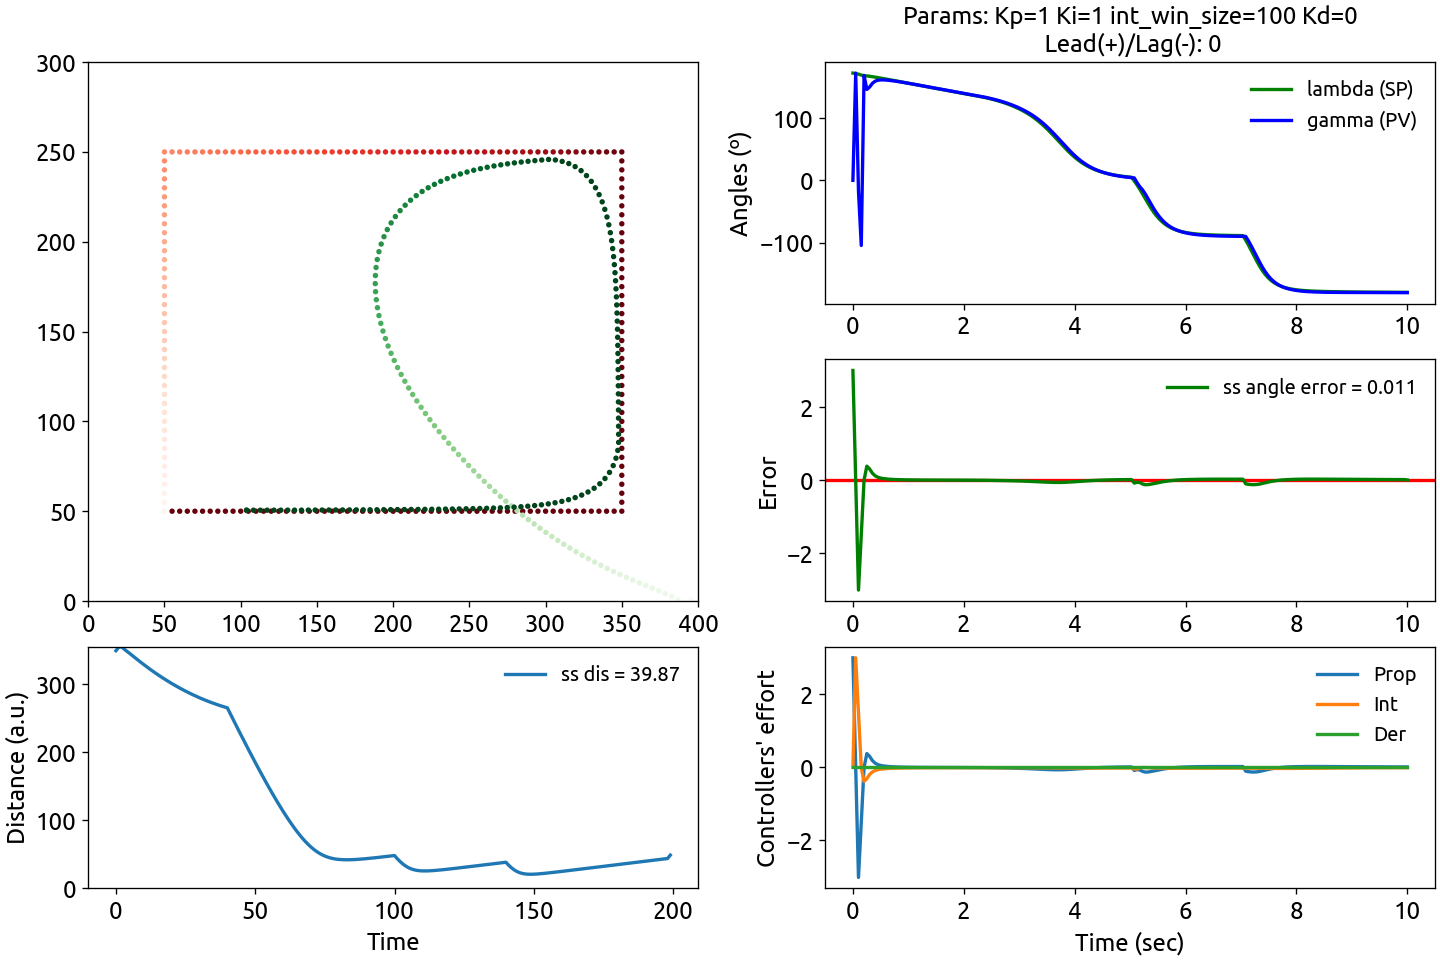 Params: Kp=1 Ki=1 int_win_size=100 Kd=0
Lead(+)/Lag(-): 0
300
250
200
150
100
50
0
0 50 100 150 200 250 300 350 400
Angles (º)
100
0
−100
lambda (SP)
gamma (PV)
0 2 4 6 8 10
Error
2
0
−2
ss angle error = 0.011
0 2 4 6 8 10
Distance (a.u.)
300
200
100
0
ss dis = 39.87
0 50 100 150 200
Time
Controllers' effort
2
0
−2
Prop
Int
Der
0 2 4 6 8 10
Time (sec)